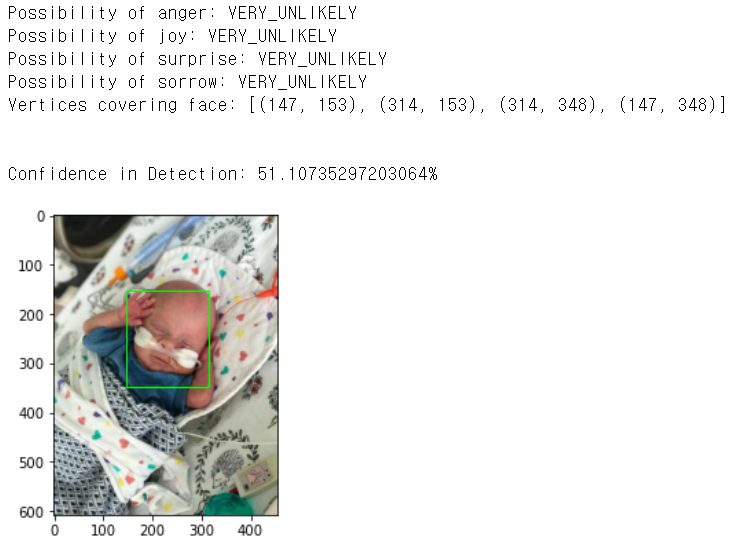 Possibility of anger: VERY_UNLIKELY
Possibility of joy: VERY_UNLIKELY
Possibility of surprise: VERY_UNLIKELY
Possibility of sorrow: VERY_UNLIKELY
Vertices covering face: [(147, 153), (314, 153), (314, 348), (147, 348)]
Confidence in Detection: 51.10735297203064%
0
100
200
300
400
500
600
0 100 200 300 400